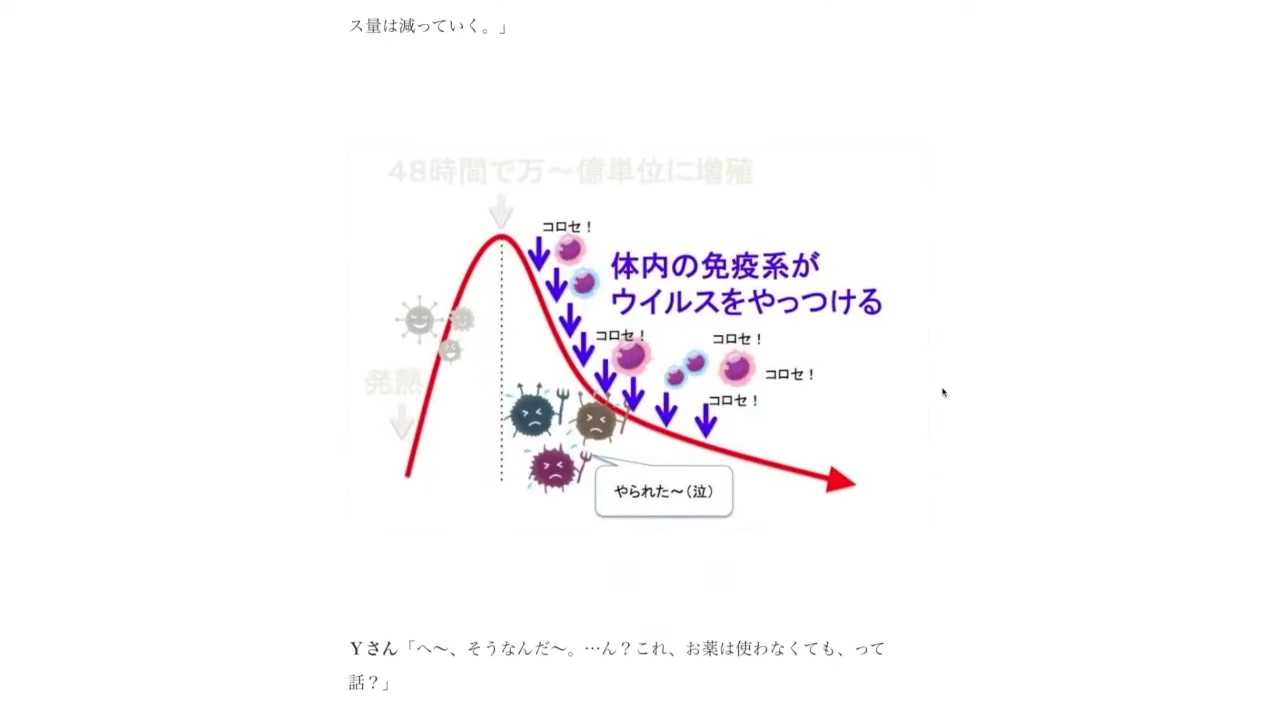 ス量は減っていく。」
48時間で万～億単位に増殖
コロセ！
体内の免疫系が
ウイルスをやっつける
コロセ！
コロセ！
コロセ！
発熱
コロセ！
やられた～（泣）
Ｙさん「へ〜、そうなんだ〜。…ん？これ、お薬は使わなくても、って
話？」